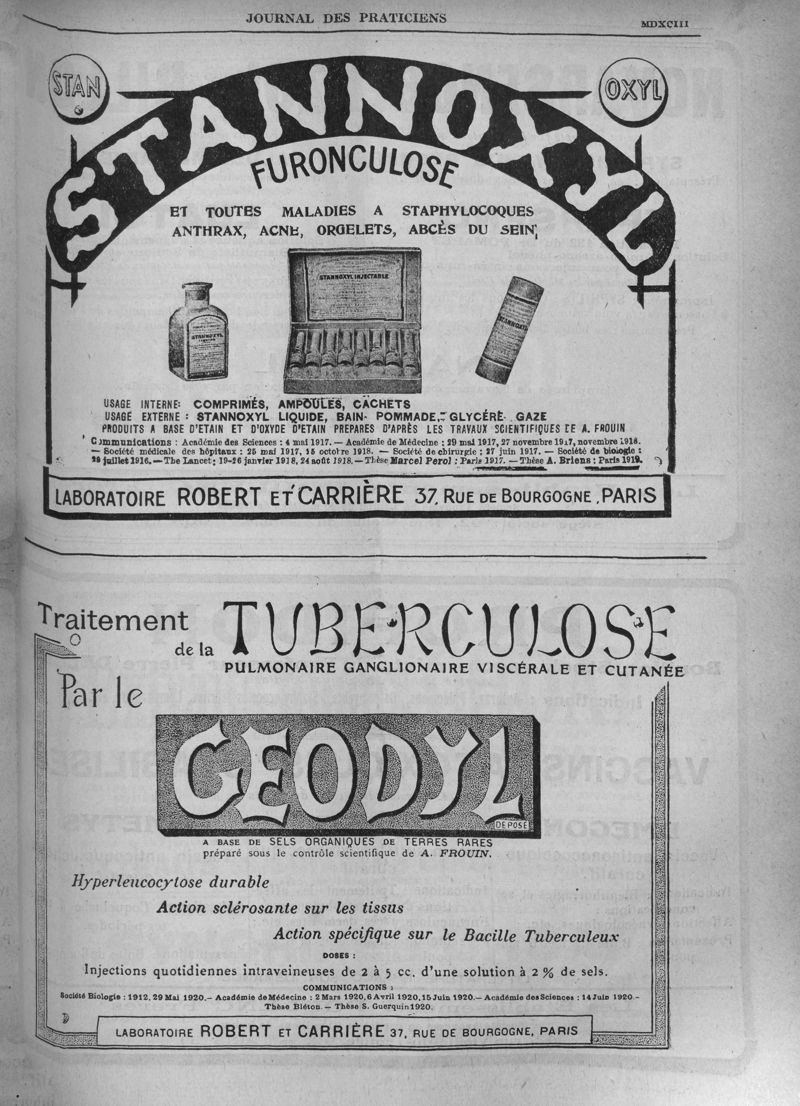 JOURNAL DES PRATICIENS
MDXCIII
STAN
OXYL
STANNOXYL
FURONCULOSE
ET TOUTES MALADIES A STAPHYLOCOQUES
ANTHRAX, ACNE, ORGELETS, ABCÈS DU SEIN,
STANNOXYL INJECTABLE
STANNOXYL
STANNOXYL
USAGE INTERNE: COMPRIMÉS, AMPOULES, CACHETS
USAGE EXTERNE : STANNOXYL LIQUIDE, BAIN- POMMADE,- GLYCÉRÉ- GAZE
PRODUITS A BASE D'ETAIN ET D'OXYDE D'ETAIN PREPARES D'APRÈS LES TRAVAUX SCIENTIFIQUES DE A. FROUIN
Communications : Académie des Sciences : 4 mai 1917. — Académie de Médecine : 29 mai 1917, 27 novembre 1917, novembre 1918.
— Société médicale des hôpitaux : 25 mai 1917, 15 octobre 1918. — Société de chirurgie : 27 juin 1917. — Société de biologie :
29 juillet 1916. — The Lancet : 19-26 janvier 1918, 24 août 1918. — Thèse Marcel Perol : Paris 1917. — Thèse A. Briens : Paris 1919.
LABORATOIRE ROBERT ET CARRIÈRE 37, RUE DE BOURGOGNE, PARIS
Traitement
de la TUBERCULOSE
PULMONAIRE GANGLIONAIRE VISCÉRALE ET CUTANÉE
Par le
GEODYL
DEPOSÉ
A BASE DE SELS ORGANIQUES DE TERRES RARES
préparé sous le contrôle scientifique de A. FROUIN.
Hyperleucocytose durable
Action sclérosante sur les tissus
Action spécifique sur le Bacille Tuberculeux
DOSES :
Injections quotidiennes intraveineuses de 2 à 5 cc. d'une solution à 2 % de sels.
COMMUNICATIONS :
Société Biologie : 1912, 29 Mai 1920. — Académie de Médecine : 2 Mars 1920, 6 Avril 1920, 15 Juin 1920. — Académie des Sciences : 14 Juin 1920 -
Thèse Bléton. — Thèse S. Guerquin 1920.
LABORATOIRE ROBERT ET CARRIÈRE 37, RUE DE BOURGOGNE, PARIS